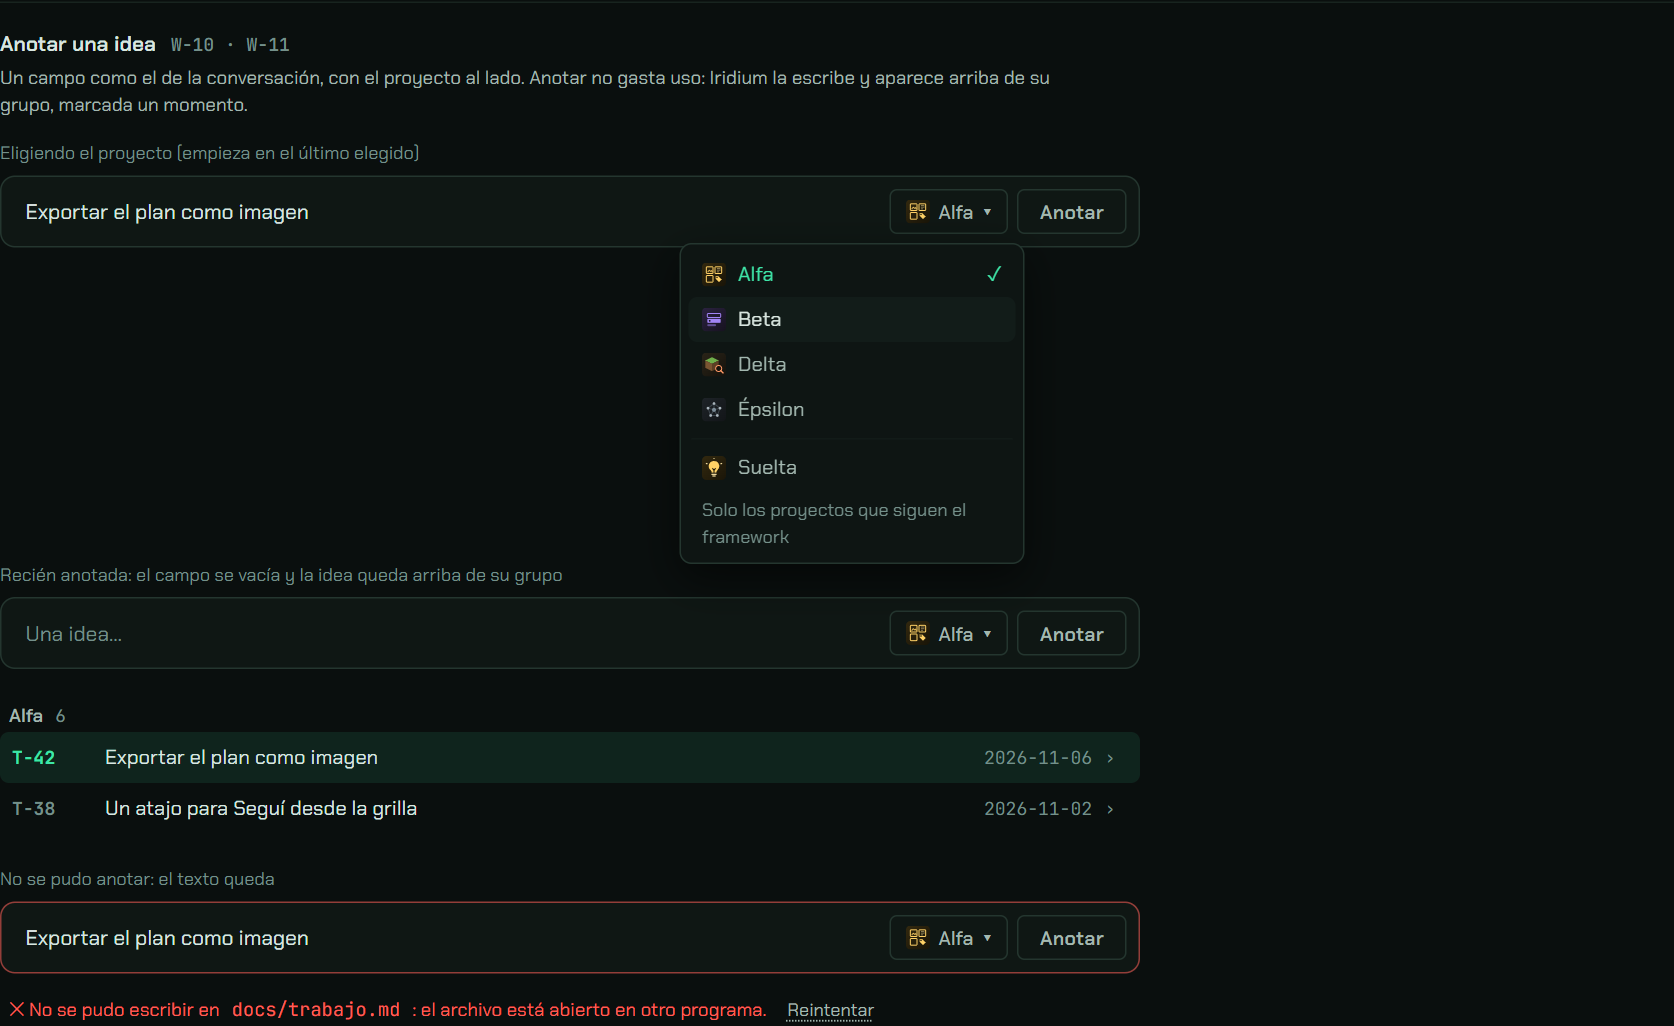 Anotar una idea W-10 · W-11
Un campo como el de la conversación, con el proyecto al lado. Anotar no gasta uso: Iridium la escribe y aparece arriba de su
grupo, marcada un momento.
Eligiendo el proyecto (empieza en el último elegido)
Exportar el plan como imagen Alfa ▾ Anotar
Alfa ✓
Beta
Delta
Épsilon
Suelta
Solo los proyectos que siguen el
framework
Recién anotada: el campo se vacía y la idea queda arriba de su grupo
Una idea... Alfa ▾ Anotar
Alfa 6
T-42 Exportar el plan como imagen 2026-11-06 ›
T-38 Un atajo para Seguí desde la grilla 2026-11-02 ›
No se pudo anotar: el texto queda
Exportar el plan como imagen Alfa ▾ Anotar
✕ No se pudo escribir en docs/trabajo.md : el archivo está abierto en otro programa. Reintentar